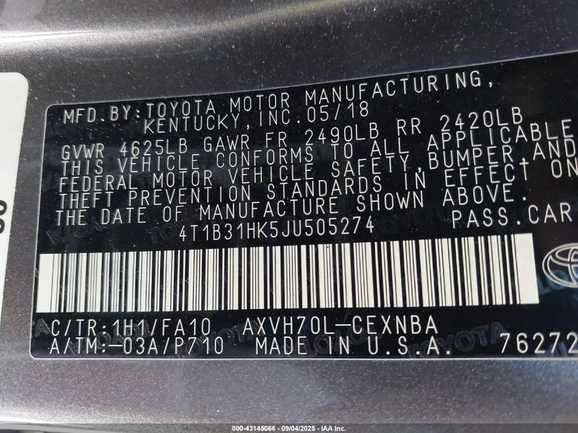 MFD. BY: TOYOTA MOTOR MANUFACTURING,
KENTUCKY, INC. 05/18
GVWR 4625LB GAWR FR 2490LB RR 2420LB
THIS VEHICLE CONFORMS TO ALL APPLICABLE
FEDERAL MOTOR VEHICLE SAFETY, BUMPER, AND
THEFT PREVENTION STANDARDS IN EFFECT ON
THE DATE OF MANUFACTURE SHOWN ABOVE.
4T1B31HK5JU505274 PASS. CAR
C/TR: 1H1/FA10 AXVH70L-CEXNBA
A/TM: -03A/P710 MADE IN U.S.A. 76272
000-43145066 - 09/04/2025 - IAA Inc.